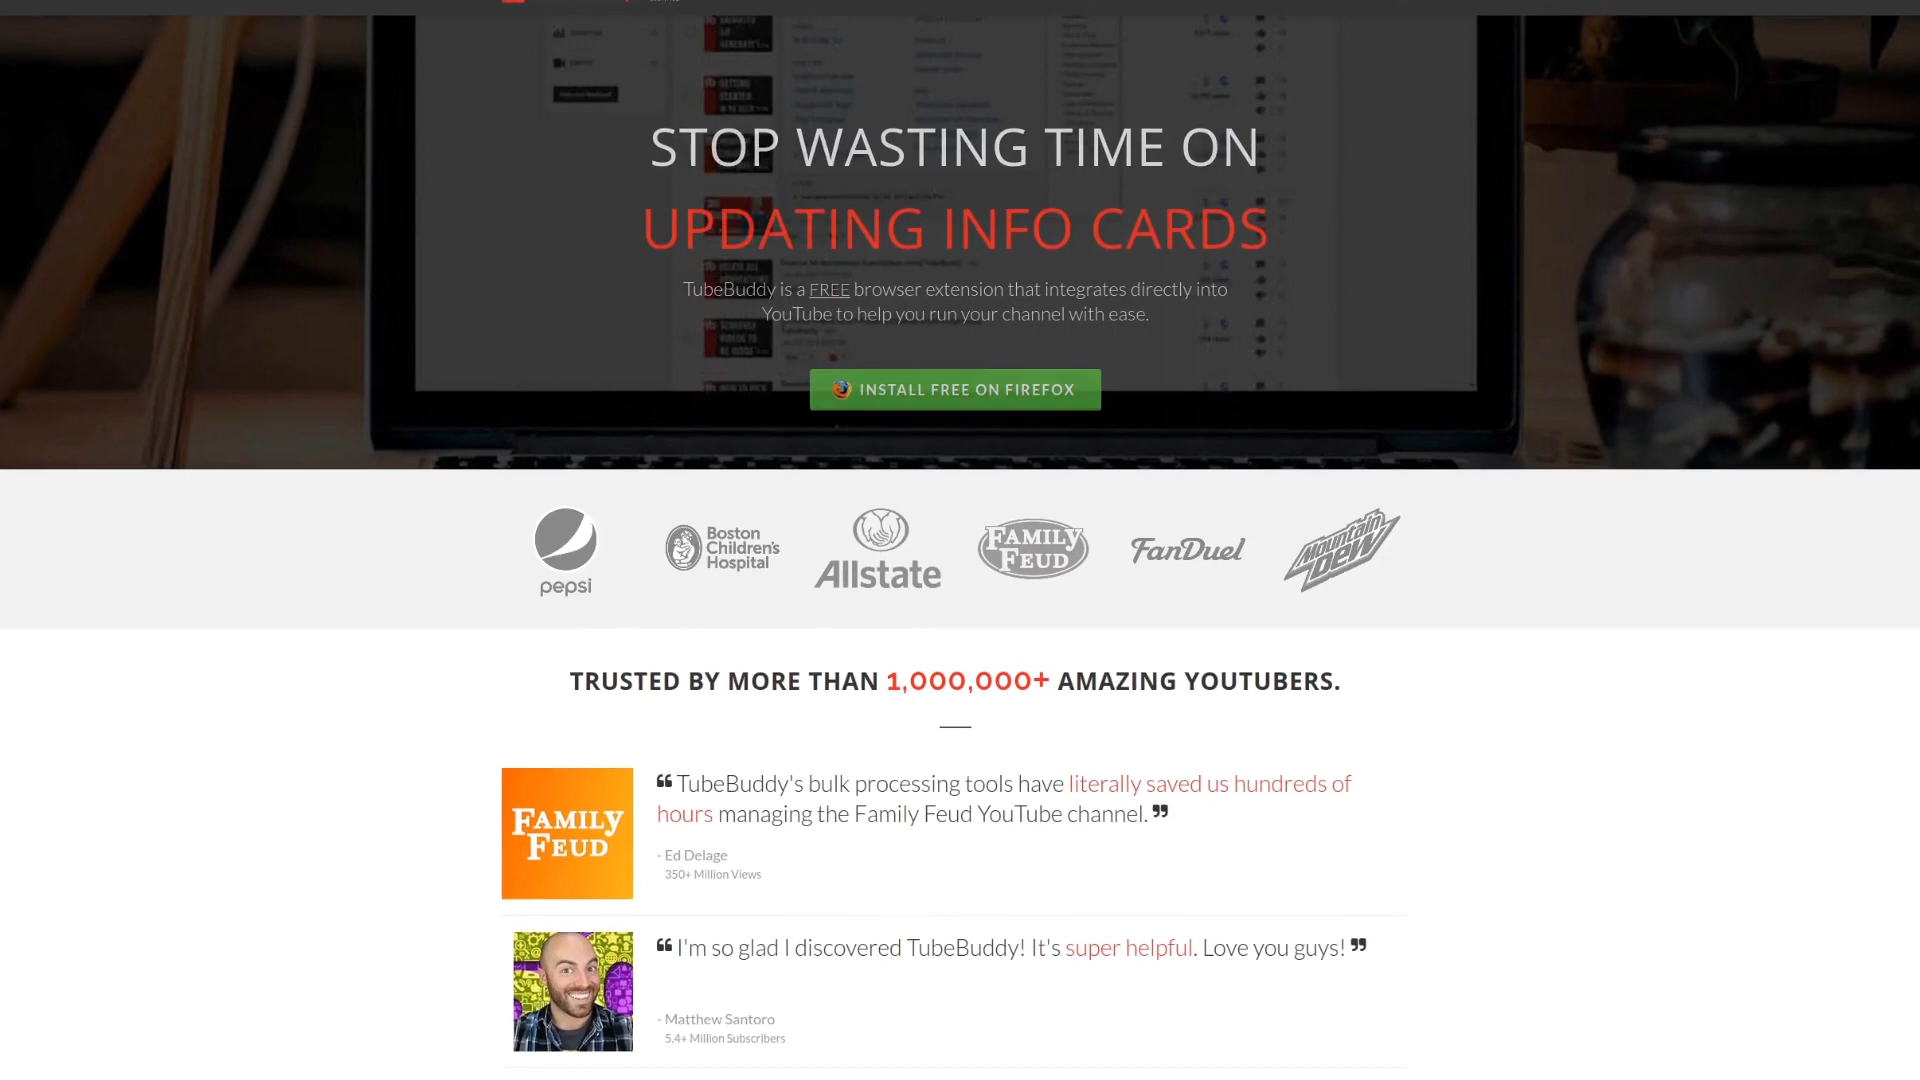 STOP WASTING TIME ON
UPDATING INFO CARDS
TubeBuddy is a FREE browser extension that integrates directly into
YouTube to help you run your channel with ease.
INSTALL FREE ON FIREFOX
pepsi
Boston
Children's
Hospital
Allstate
FAMILY
FEUD
FanDuel
Mountain
DEW
TRUSTED BY MORE THAN 1,000,000+ AMAZING YOUTUBERS.
FAMILY
FEUD
❝ TubeBuddy's bulk processing tools have literally saved us hundreds of
hours managing the Family Feud YouTube channel. ❞
- Ed Delage
350+ Million Views
❝ I'm so glad I discovered TubeBuddy! It's super helpful. Love you guys! ❞
- Matthew Santoro
5.4+ Million Subscribers